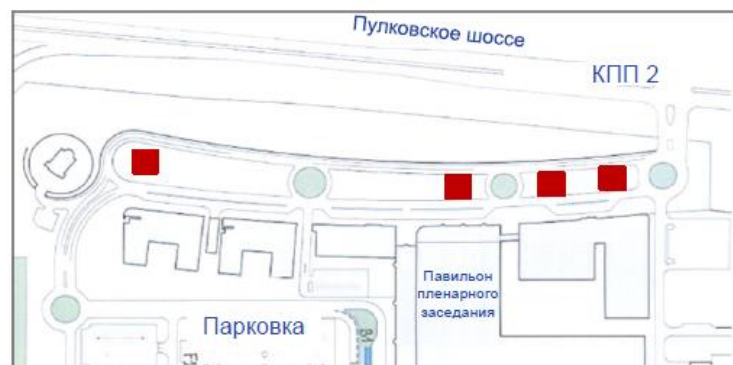 Пулковское шоссе
КПП 2
Павильон
пленарного
заседания
Парковка